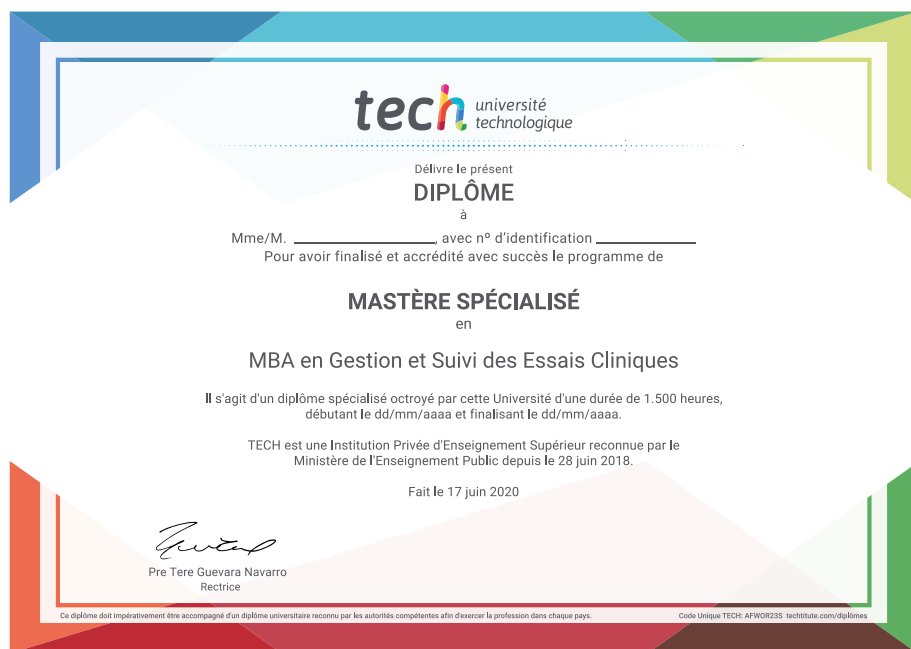 tech université
technologique
Délivre le présent
DIPLÔME
à
Mme/M. ____________________, avec nº d'identification ______________
Pour avoir finalisé et accrédité avec succès le programme de
MASTÈRE SPÉCIALISÉ
en
MBA en Gestion et Suivi des Essais Cliniques
Il s'agit d'un diplôme spécialisé octroyé par cette Université d'une durée de 1.500 heures,
débutant le dd/mm/aaaa et finalisant le dd/mm/aaaa.
TECH est une Institution Privée d'Enseignement Supérieur reconnue par le
Ministère de l'Enseignement Public depuis le 28 juin 2018.
Fait le 17 juin 2020
Pre Tere Guevara Navarro
Rectrice
Ce diplôme doit impérativement être accompagné d'un diplôme universitaire reconnu par les autorités compétentes afin d'exercer la profession dans chaque pays.
Code Unique TECH: AFWOR23S techtitute.com/diplômes